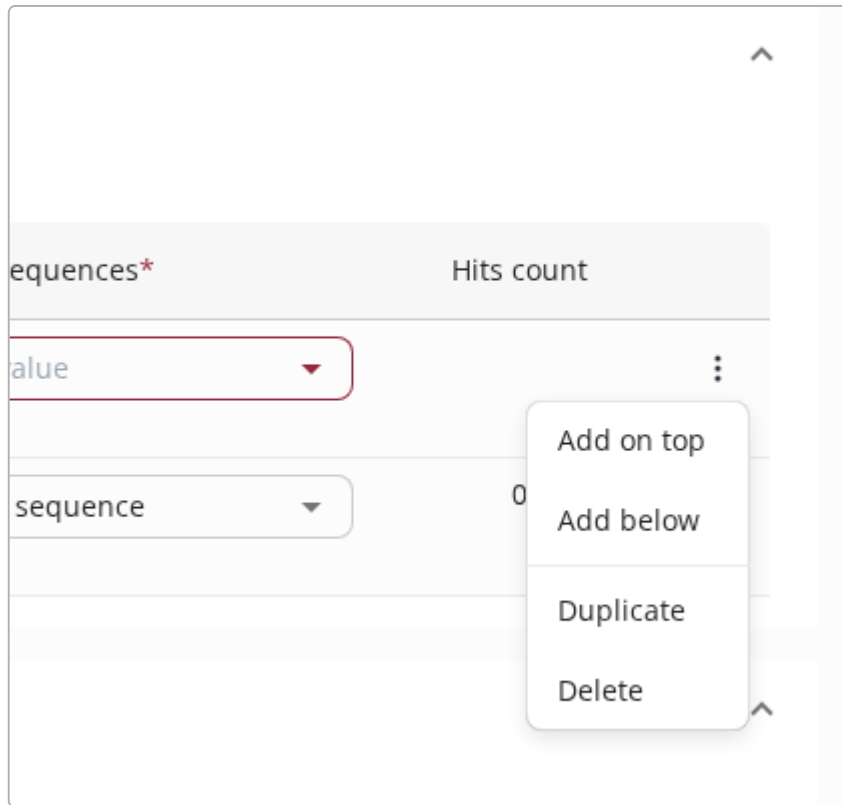 equences* Hits count
alue
Add on top
sequence 0
Add below
Duplicate
Delete